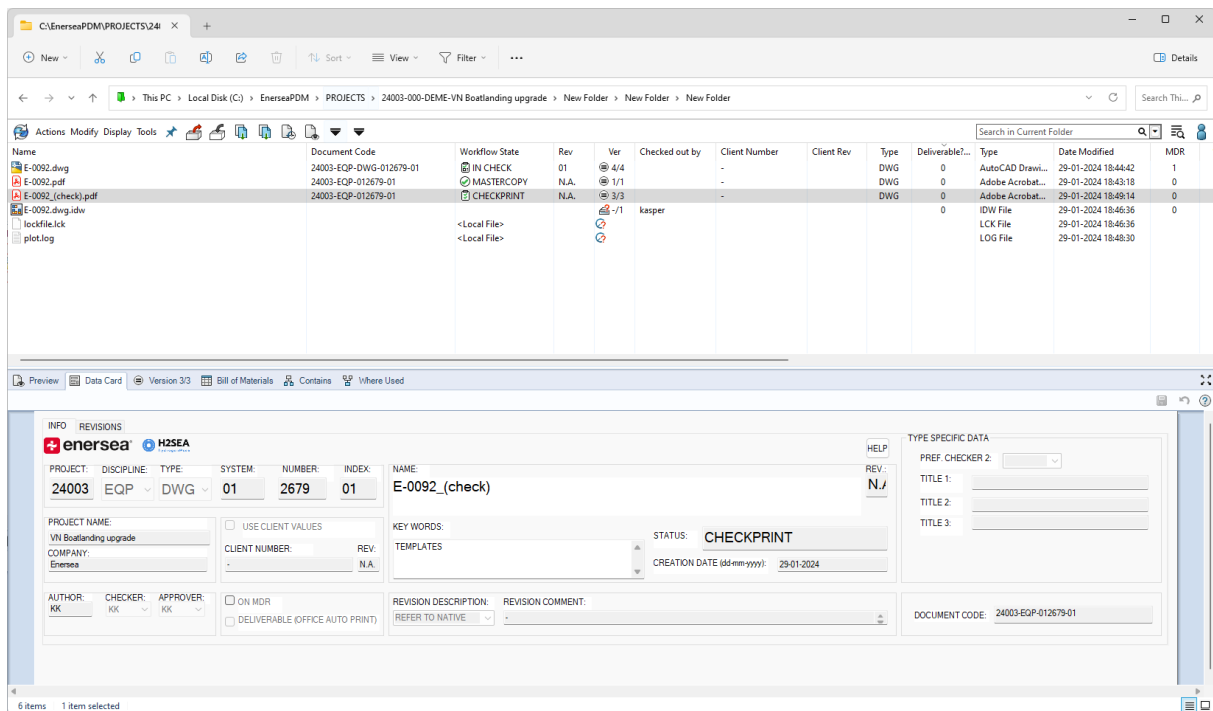 C:\EnerseaPDM\PROJECTS\24
New Sort View Filter ... Details
This PC > Local Disk (C:) > EnerseaPDM > PROJECTS > 24003-000-DEME-VN Boatlanding upgrade > New Folder > New Folder > New Folder Search Thi...
Actions Modify Display Tools Search in Current Folder
Name Document Code Workflow State Rev Ver Checked out by Client Number Client Rev Type Deliverable?... Type Date Modified MDR
E-0092.dwg 24003-EQP-DWG-012679-01 IN CHECK 01 4/4 - DWG 0 AutoCAD Drawi... 29-01-2024 18:44:42 1
E-0092.pdf 24003-EQP-012679-01 MASTERCOPY N.A. 1/1 - DWG 0 Adobe Acrobat... 29-01-2024 18:43:18 0
E-0092_(check).pdf 24003-EQP-012679-01 CHECKPRINT N.A. 3/3 - DWG 0 Adobe Acrobat... 29-01-2024 18:49:14 0
E-0092.dwg.idw -/1 kasper 0 IDW File 29-01-2024 18:46:36 0
lockfile.lck <Local File> LCK File 29-01-2024 18:46:36
plot.log <Local File> LOG File 29-01-2024 18:48:30
Preview Data Card Version 3/3 Bill of Materials Contains Where Used
INFO REVISIONS
enersea H2SEA HELP TYPE SPECIFIC DATA
PREF. CHECKER 2:
PROJECT: DISCIPLINE: TYPE: SYSTEM: NUMBER: INDEX: NAME: REV.:
24003 EQP DWG 01 2679 01 E-0092_(check) N.A
TITLE 1:
TITLE 2:
TITLE 3:
PROJECT NAME: USE CLIENT VALUES KEY WORDS:
VN Boatlanding upgrade TEMPLATES STATUS: CHECKPRINT
COMPANY: CLIENT NUMBER: REV:
Enersea - N.A. CREATION DATE (dd-mm-yyyy): 29-01-2024
AUTHOR: CHECKER: APPROVER: ON MDR REVISION DESCRIPTION: REVISION COMMENT:
KK KK KK DELIVERABLE (OFFICE AUTO PRINT) REFER TO NATIVE - DOCUMENT CODE: 24003-EQP-012679-01
6 items 1 item selected